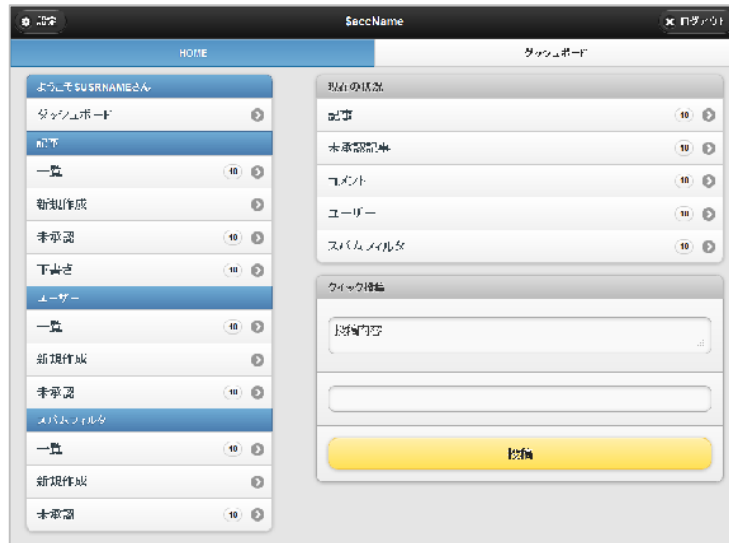 設定
$accName
ログアウト
HOME
ダッシュボード
ようこそ$USRNAMEさん
ダッシュボード
記事
一覧 10
新規作成
未承認 10
下書き 10
ユーザー
一覧 10
新規作成
未承認 10
スパムフィルタ
一覧 10
新規作成
未承認 10
現在の状況
記事 10
未承認記事 10
コメント 10
ユーザー 10
スパムフィルタ 10
クイック投稿
投稿内容
投稿